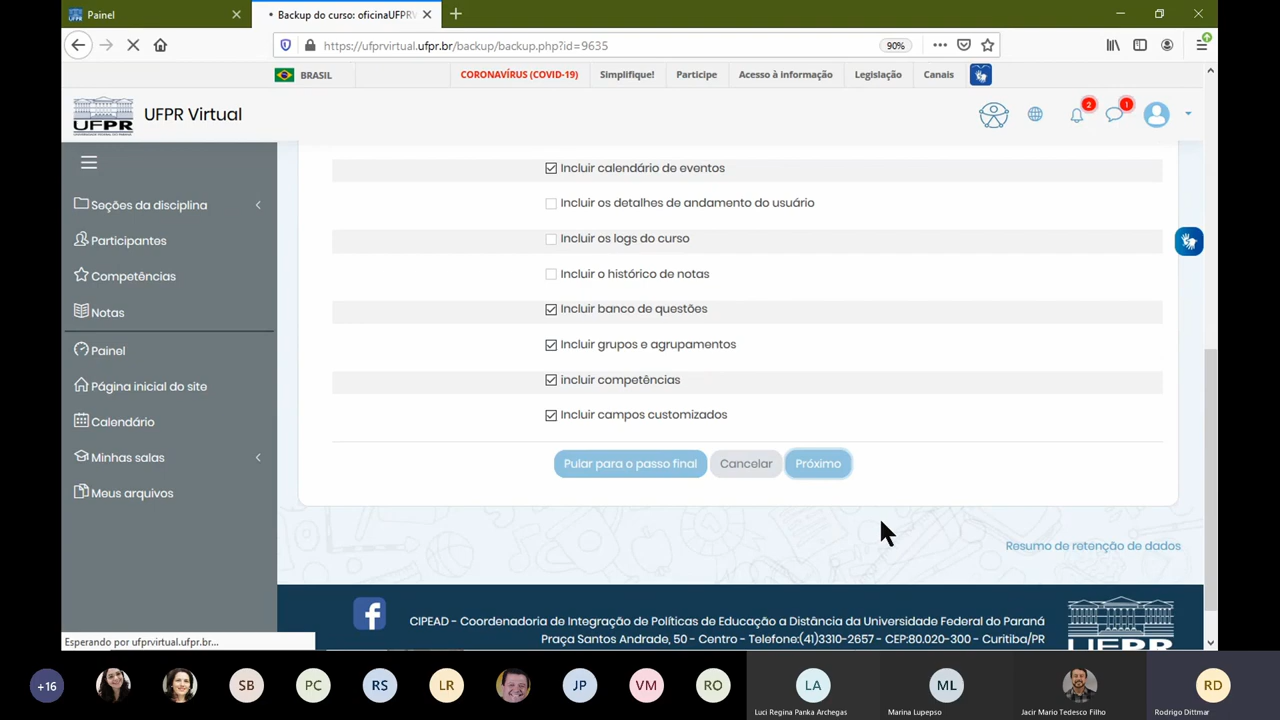 Painel
Backup do curso: oficinaUFPRV
https://ufprvirtual.ufpr.br/backup/backup.php?id=9635
90%
BRASIL
CORONAVÍRUS (COVID-19)
Simplifique!
Participe
Acesso à informação
Legislação
Canais
UFPR
UFPR Virtual
2
1
Seções da disciplina
Participantes
Competências
Notas
Painel
Página inicial do site
Calendário
Minhas salas
Meus arquivos
Incluir calendário de eventos
Incluir os detalhes de andamento do usuário
Incluir os logs do curso
Incluir o histórico de notas
Incluir banco de questões
Incluir grupos e agrupamentos
incluir competências
Incluir campos customizados
Pular para o passo final
Cancelar
Próximo
Resumo de retenção de dados
CIPEAD - Coordenadoria de Integração de Políticas de Educação a Distância da Universidade Federal do Paraná
Praça Santos Andrade, 50 - Centro - Telefone:(41)3310-2657 - CEP:80.020-300 - Curitiba/PR
UFPR
Esperando por ufprvirtual.ufpr.br...
+16
SB
PC
RS
LR
JP
VM
RO
LA
Luci Regina Panka Archegas
ML
Marina Lupepso
Jacir Mario Tedesco Filho
RD
Rodrigo Dittmar